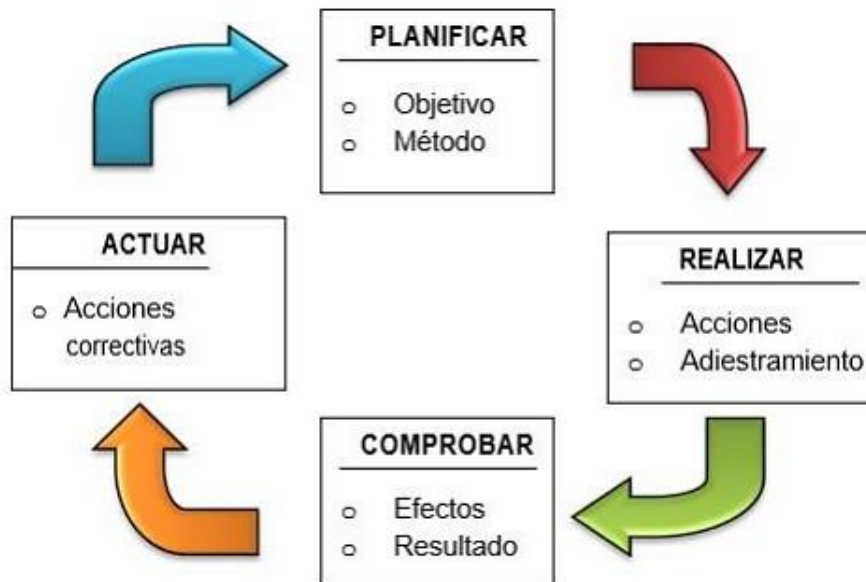 PLANIFICAR
o Objetivo
o Método
ACTUAR
o Acciones
correctivas
REALIZAR
o Acciones
o Adiestramiento
COMPROBAR
o Efectos
o Resultado